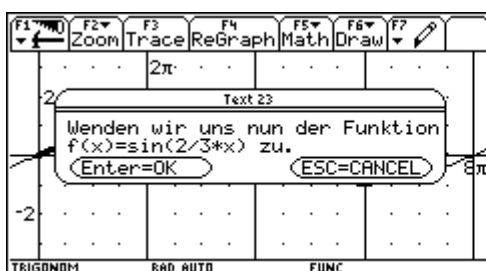 F1 F2 F3 F4 F5 F6 F7
Zoom Trace ReGraph Math Draw
2π
2
Text 23
Wenden wir uns nun der Funktion
f(x)=sin(2/3*x) zu.
Enter=OK ESC=CANCEL
8π
-2
TRIGONOM RAD AUTO FUNC